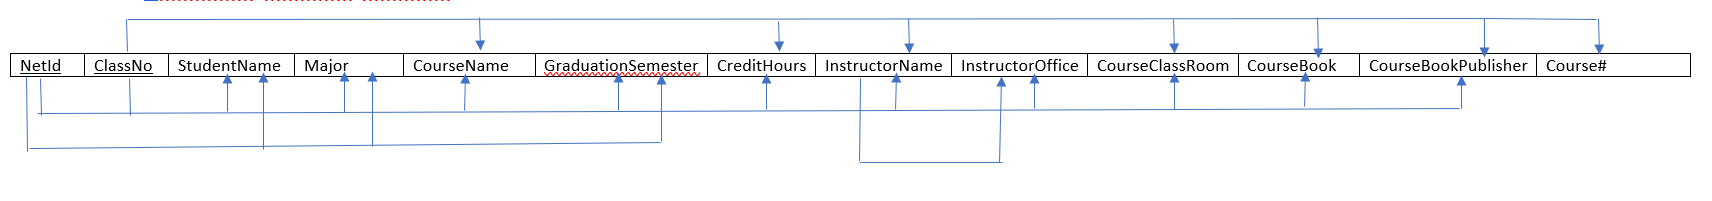 NetId ClassNo StudentName Major CourseName GraduationSemester CreditHours InstructorName InstructorOffice CourseClassRoom CourseBook CourseBookPublisher Course#